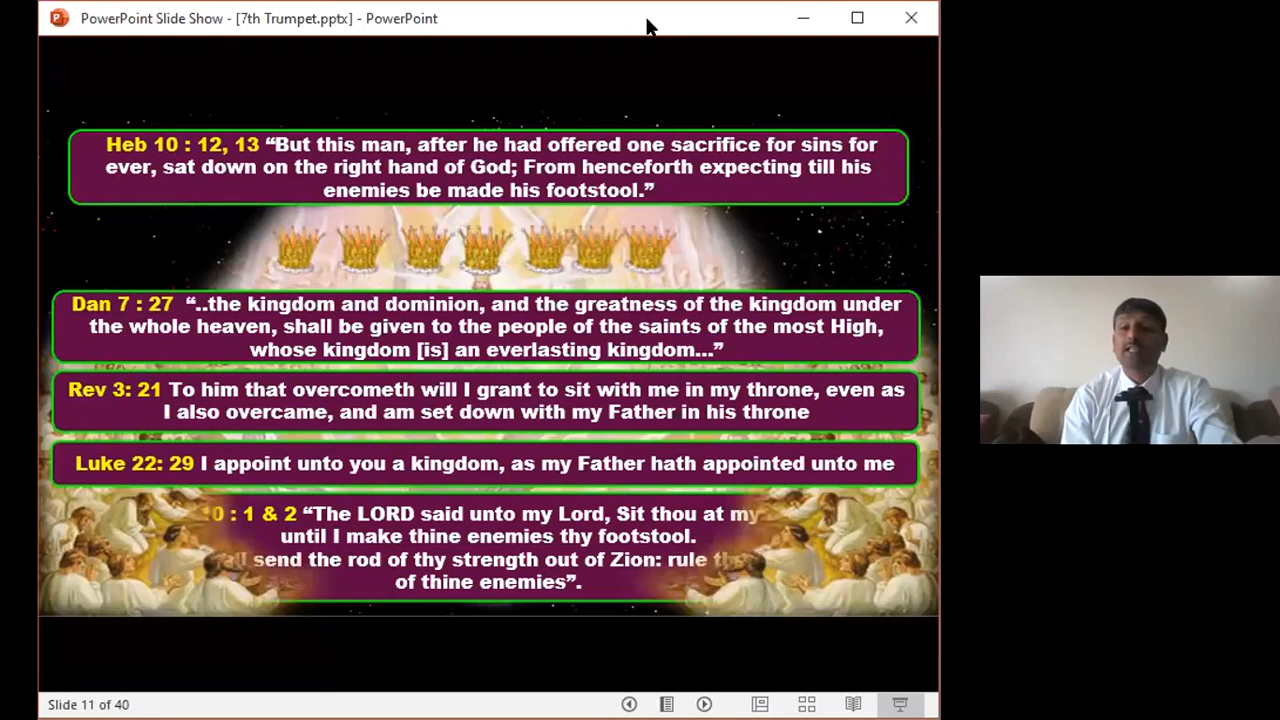 PowerPoint Slide Show - [7th Trumpet.pptx] - PowerPoint
Heb 10 : 12, 13 “But this man, after he had offered one sacrifice for sins for
ever, sat down on the right hand of God; From henceforth expecting till his
enemies be made his footstool.”
Dan 7 : 27 “..the kingdom and dominion, and the greatness of the kingdom under
the whole heaven, shall be given to the people of the saints of the most High,
whose kingdom [is] an everlasting kingdom...”
Rev 3: 21 To him that overcometh will I grant to sit with me in my throne, even as
I also overcame, and am set down with my Father in his throne
Luke 22: 29 I appoint unto you a kingdom, as my Father hath appointed unto me
: 1 & 2 “The LORD said unto my Lord, Sit thou at my
until I make thine enemies thy footstool.
send the rod of thy strength out of Zion: rule
of thine enemies”.
Slide 11 of 40